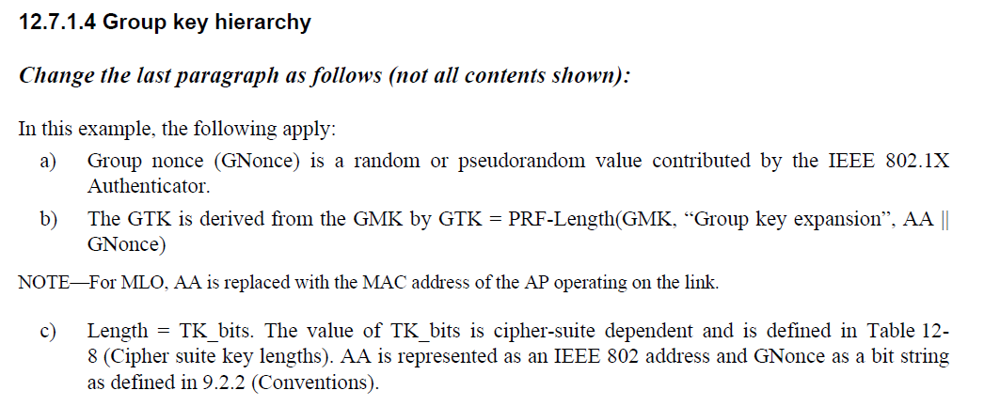 12.7.1.4 Group key hierarchy
Change the last paragraph as follows (not all contents shown):
In this example, the following apply:
a) Group nonce (GNonce) is a random or pseudorandom value contributed by the IEEE 802.1X
Authenticator.
b) The GTK is derived from the GMK by GTK = PRF-Length(GMK, “Group key expansion”, AA ||
GNonce)
NOTE—For MLO, AA is replaced with the MAC address of the AP operating on the link.
c) Length = TK_bits. The value of TK_bits is cipher-suite dependent and is defined in Table 12-
8 (Cipher suite key lengths). AA is represented as an IEEE 802 address and GNonce as a bit string
as defined in 9.2.2 (Conventions).